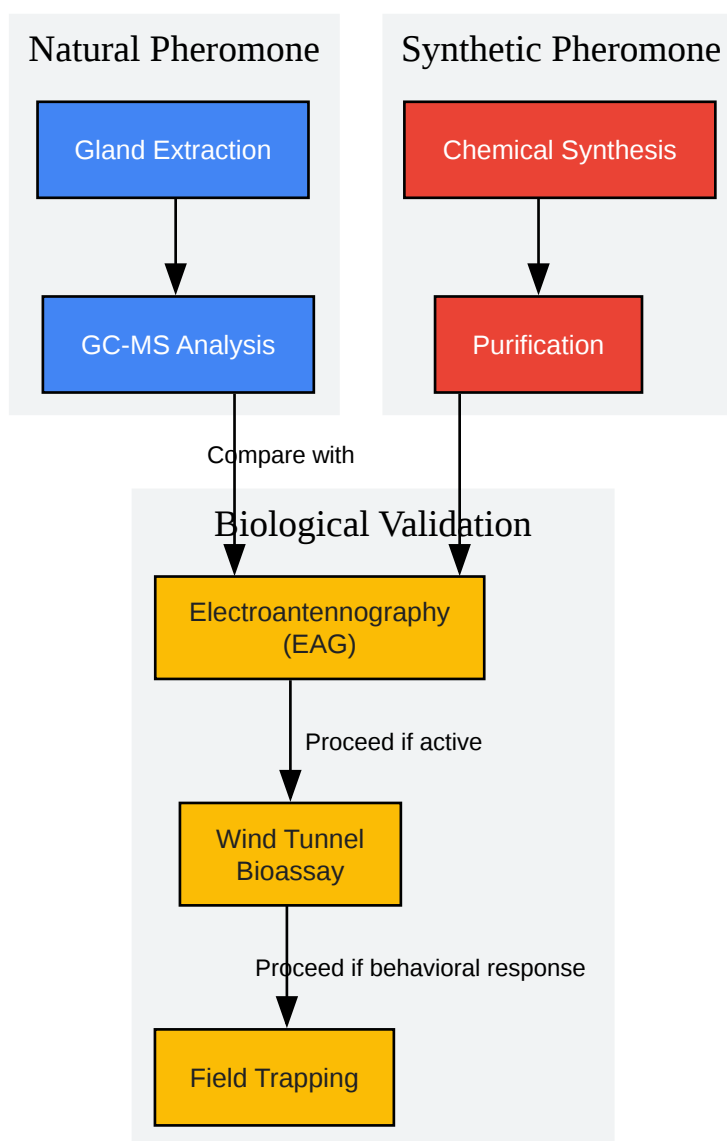 Natural Pheromone
Gland Extraction
GC-MS Analysis
Synthetic Pheromone
Chemical Synthesis
Purification
Compare with
Biological Validation
Electroantennography
(EAG)
Proceed if active
Wind Tunnel
Bioassay
Proceed if behavioral response
Field Trapping